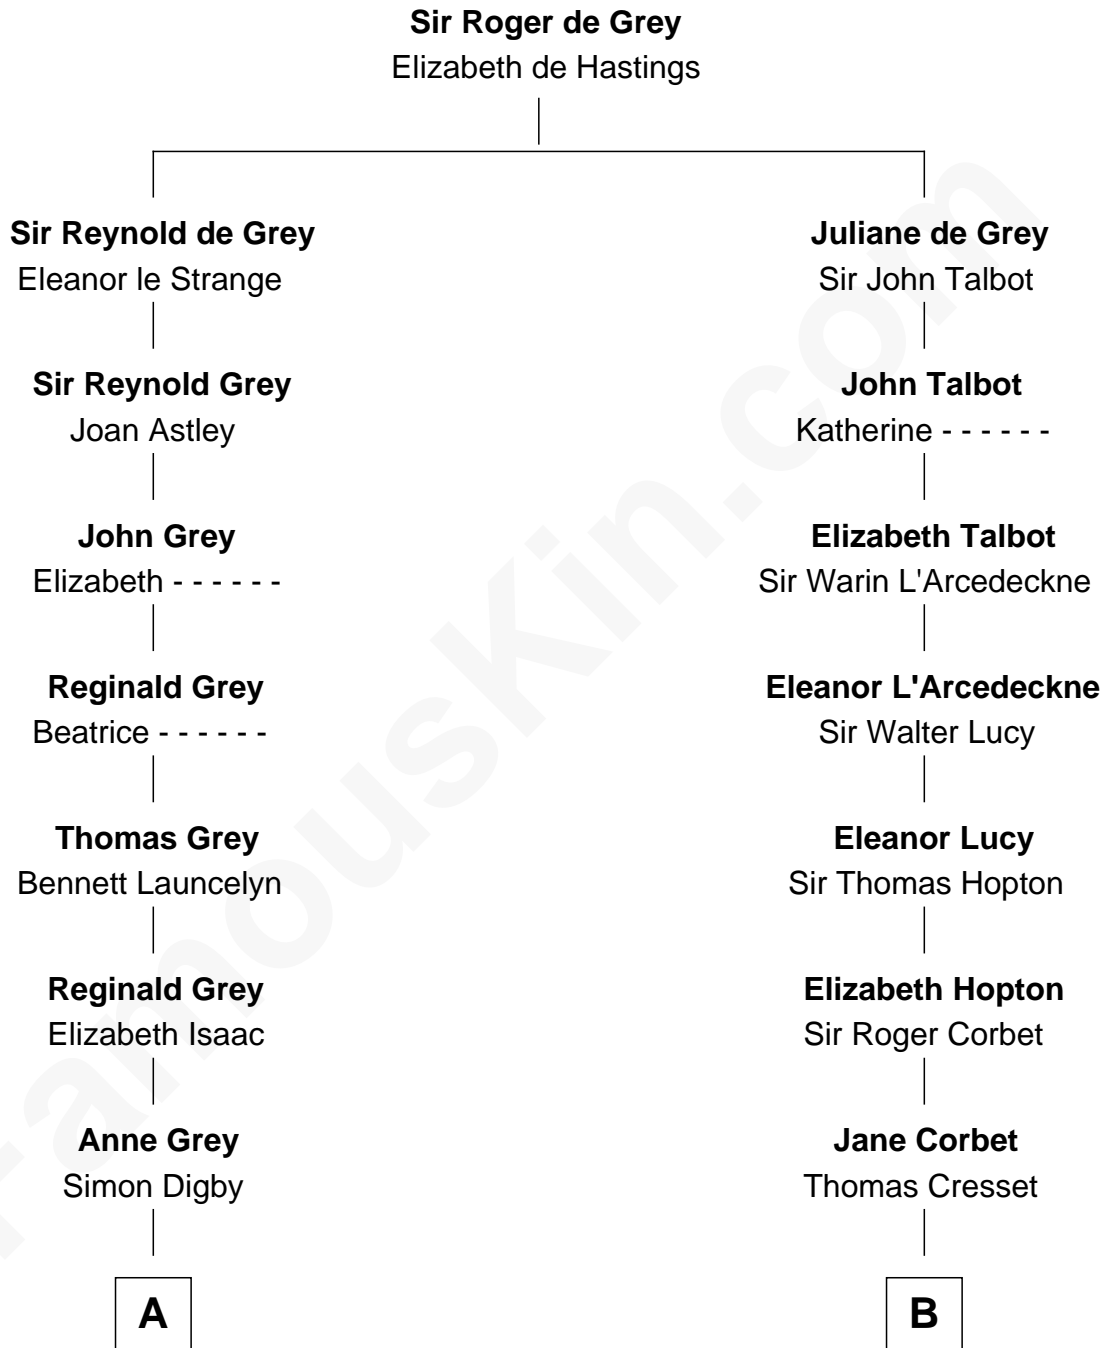 Sir Roger de Grey
Elizabeth de Hastings
Sir Reynold de Grey
Eleanor le Strange
Sir Reynold Grey
Joan Astley
John Grey
Elizabeth - - - - - -
Reginald Grey
Beatrice - - - - - -
Thomas Grey
Bennett Launcelyn
Reginald Grey
Elizabeth Isaac
Anne Grey
Simon Digby
A
Juliane de Grey
Sir John Talbot
John Talbot
Katherine - - - - - -
Elizabeth Talbot
Sir Warin L'Arcedeckne
Eleanor L'Arcedeckne
Sir Walter Lucy
Eleanor Lucy
Sir Thomas Hopton
Elizabeth Hopton
Sir Roger Corbet
Jane Corbet
Thomas Cresset
B
FamousKin.com